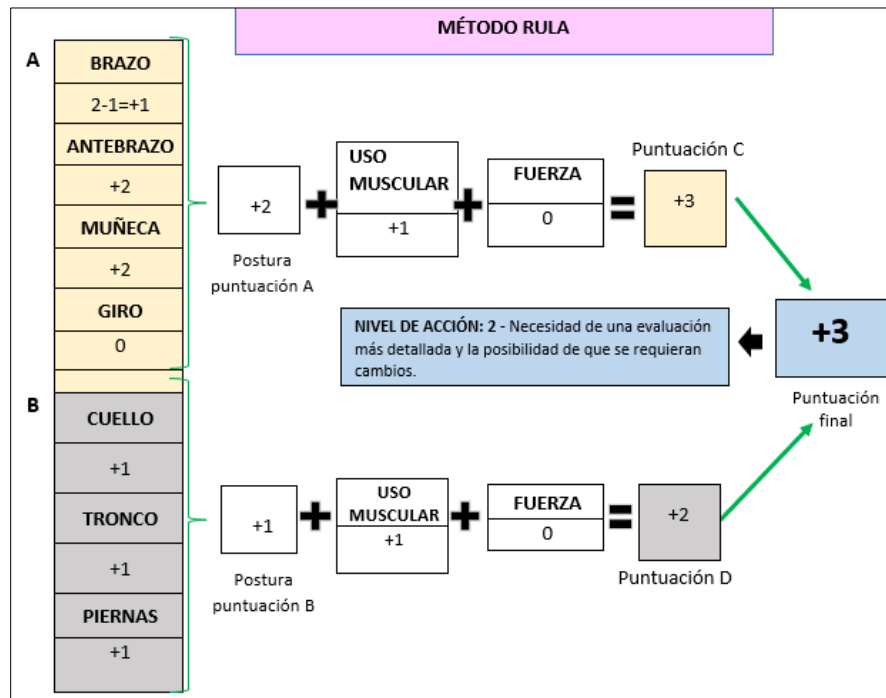 MÉTODO RULA
A
BRAZO
2-1=+1
ANTEBRAZO
+2
MUÑECA
+2
GIRO
0
+2
Postura
puntuación A
USO
MUSCULAR
+1
FUERZA
0
Puntuación C
+3
NIVEL DE ACCIÓN: 2 - Necesidad de una evaluación
más detallada y la posibilidad de que se requieran
cambios.
+3
Puntuación
final
B
CUELLO
+1
TRONCO
+1
PIERNAS
+1
+1
Postura
puntuación B
USO
MUSCULAR
+1
FUERZA
0
+2
Puntuación D